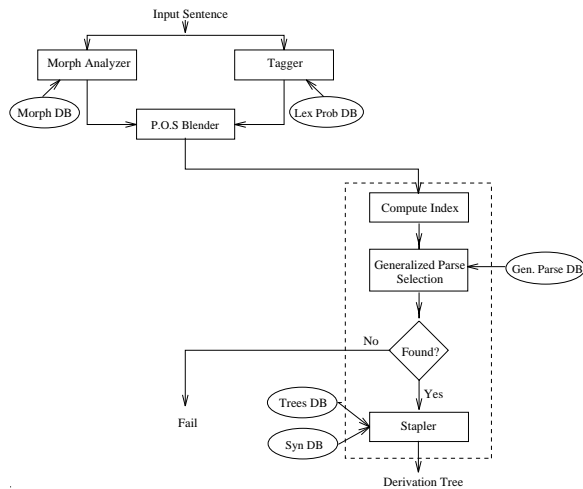 Input Sentence
Morph Analyzer
Tagger
Morph DB
Lex Prob DB
P.O.S Blender
Compute Index
Generalized Parse
Selection
Gen. Parse DB
No
Found?
Yes
Trees DB
Fail
Stapler
Syn DB
Derivation Tree